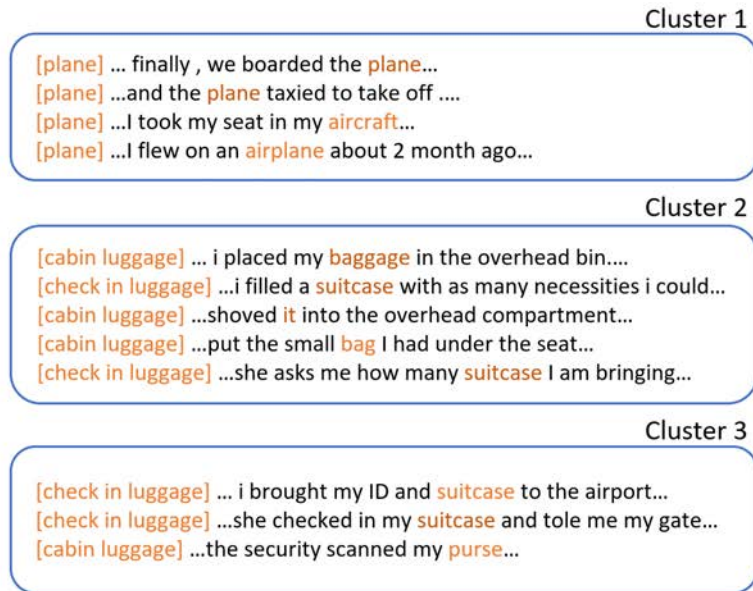 Cluster 1
[plane] ... finally , we boarded the plane...
[plane] ...and the plane taxied to take off ....
[plane] ...I took my seat in my aircraft...
[plane] ...I flew on an airplane about 2 month ago...
Cluster 2
[cabin luggage] ... i placed my baggage in the overhead bin....
[check in luggage] ...i filled a suitcase with as many necessities i could...
[cabin luggage] ...shoved it into the overhead compartment...
[cabin luggage] ...put the small bag I had under the seat...
[check in luggage] ...she asks me how many suitcase I am bringing...
Cluster 3
[check in luggage] ... i brought my ID and suitcase to the airport...
[check in luggage] ...she checked in my suitcase and tole me my gate...
[cabin luggage] ...the security scanned my purse...